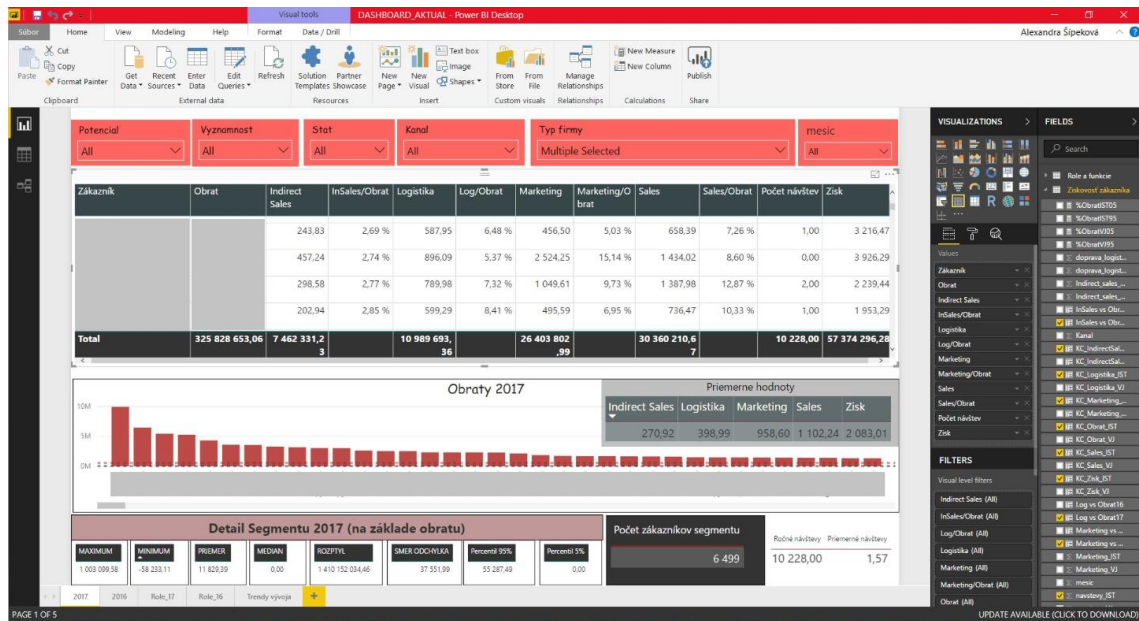 Visual tools DASHBOARD_AKTUAL - Power BI Desktop
Súbor Home View Modeling Help Format Data / Drill Alexandra Šípeková
Paste
Cut
Copy
Format Painter
Clipboard
Get Data
Recent Sources
Enter Data
Edit Queries
External data
Refresh
Solution Templates
Partner Showcase
Resources
New Page
New Visual
Text box
Image
Shapes
Insert
From Store
From File
Custom visuals
Manage Relationships
Relationships
New Measure
New Column
Calculations
Publish
Share
Potencial Vyznamnost Stat Kanal Typ firmy mesic
All All All All Multiple Selected All
Zákazník Obrat Indirect Sales InSales/Obrat Logistika Log/Obrat Marketing Marketing/Obrat Sales Sales/Obrat Počet návštev Zisk
243,83 2,69 % 587,95 6,48 % 456,50 5,03 % 658,39 7,26 % 1,00 3 216,47
457,24 2,74 % 896,09 5,37 % 2 524,25 15,14 % 1 434,02 8,60 % 0,00 3 926,29
298,58 2,77 % 789,98 7,32 % 1 049,61 9,73 % 1 387,98 12,87 % 2,00 2 239,44
202,94 2,85 % 599,29 8,41 % 495,59 6,95 % 736,47 10,33 % 1,00 1 953,29
Total 325 828 653,06 7 462 331,23 10 989 693,36 26 403 802,99 30 360 210,67 10 228,00 57 374 296,28
Obraty 2017
10M
5M
0M
Priemerne hodnoty
Indirect Sales Logistika Marketing Sales Zisk
270,92 398,99 958,60 1 102,24 2 083,01
Detail Segmentu 2017 (na základe obratu)
MAXIMUM MINIMUM PRIEMER MEDIAN ROZPTYL SMER ODCHYLKA Percentil 95% Percentil 5%
1 003 099,58 -58 233,11 11 829,39 0,00 1 410 152 034,46 37 551,99 55 287,49 0,00
Počet zákazníkov segmentu
6 499
Ročné návštevy Priemerné návštevy
10 228,00 1,57
2017 2016 Role_17 Role_16 Trendy vývoja +
PAGE 1 OF 5 UPDATE AVAILABLE (CLICK TO DOWNLOAD)
VISUALIZATIONS
Values
Zákazník
Obrat
Indirect Sales
InSales/Obrat
Logistika
Log/Obrat
Marketing
Marketing/Obrat
Sales
Sales/Obrat
Počet návštev
Zisk
FILTERS
Visual level filters
Indirect Sales (All)
InSales/Obrat (All)
Log/Obrat (All)
Logistika (All)
Marketing (All)
Marketing/Obrat (All)
Obrat (All)
FIELDS
Search
Role a funkcie
Ziskovosť zákazníka
%ObratIST05
%ObratIST95
%ObratVJ05
%ObratVJ95
doprava_logist...
doprava_logist...
Indirect_sales_...
Indirect_sales_...
InSales vs Obr...
InSales vs Obr...
Kanal
KC_IndirectSal...
KC_IndirectSal...
KC_Logistika_IST
KC_Logistika_VJ
KC_Marketing_...
KC_Marketing_...
KC_Obrat_IST
KC_Obrat_VJ
KC_Sales_IST
KC_Sales_VJ
KC_Zisk_IST
KC_Zisk_VJ
Log vs Obrat16
Log vs Obrat17
Marketing vs ...
Marketing vs ...
Marketing_IST
Marketing_VJ
mesic
navstevy_IST